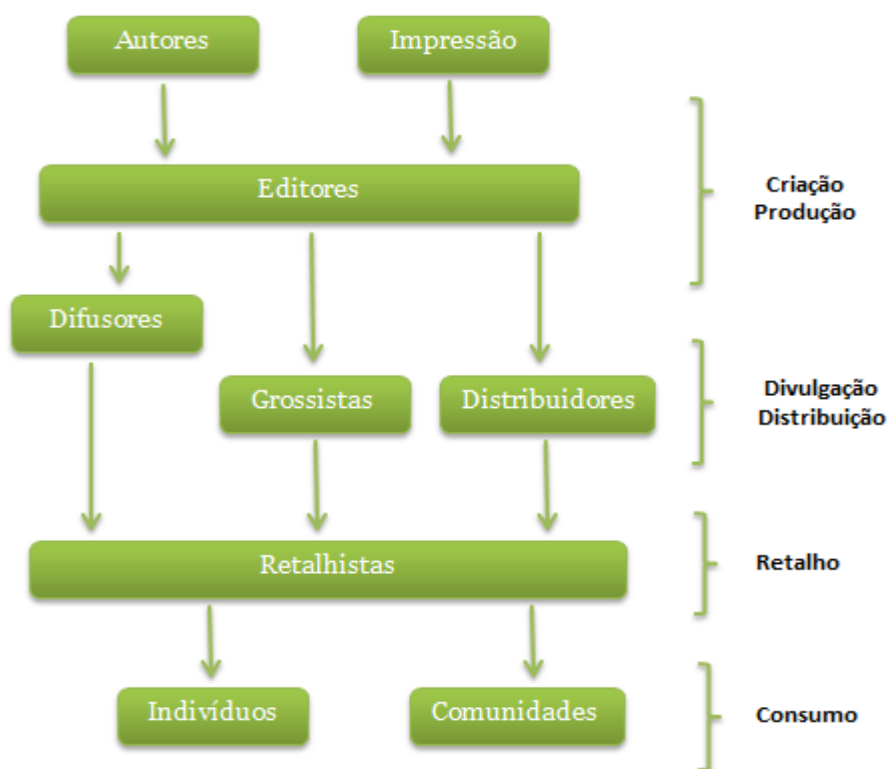 Autores
Impressão
Editores
Criação
Produção
Difusores
Grossistas
Distribuidores
Divulgação
Distribuição
Retalhistas
Retalho
Indivíduos
Comunidades
Consumo